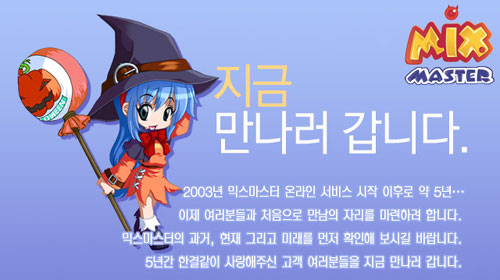 MIX
MASTER
지금
만나러 갑니다.
2003년 믹스마스터 온라인 서비스 시작 이후로 약 5년…
이제 여러분들과 처음으로 만남의 자리를 마련하려 합니다.
믹스마스터의 과거, 현재 그리고 미래를 먼저 확인해 보시길 바랍니다.
5년간 한결같이 사랑해주신 고객 여러분들을 지금 만나러 갑니다.